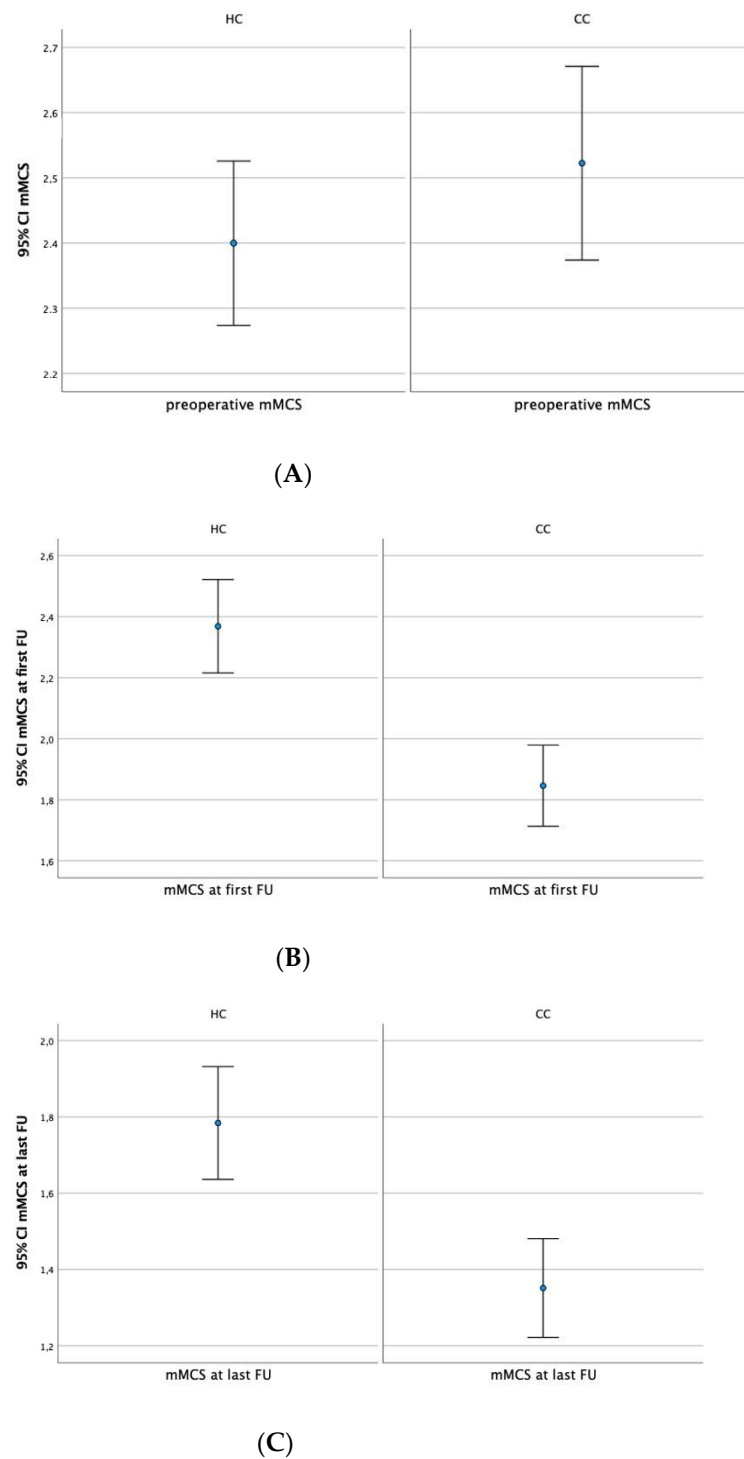 HC CC
2.7
2.6
2.5
2.4
2.3
2.2
95% CI mMCS
preoperative mMCS preoperative mMCS
(A)
HC CC
2,6
2,4
2,2
2,0
1,8
1,6
95% CI mMCS at first FU
mMCS at first FU mMCS at first FU
(B)
HC CC
2,0
1,8
1,6
1,4
1,2
95% CI mMCS at last FU
mMCS at last FU mMCS at last FU
(C)